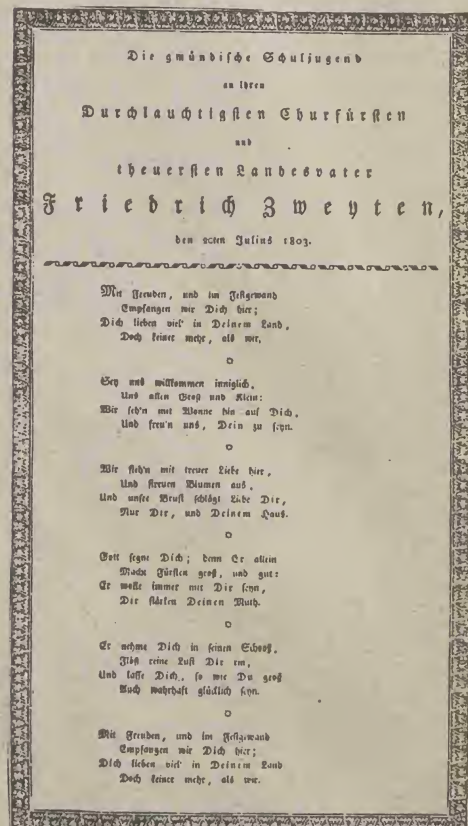 Die gmündische Schuljugend
an ihren
Durchlauchtigsten Churfürsten
und
theuersten Landesvater
Friedrich Zweyten,
den 20ten Julius 1803.
Mit Freuden, und im Festgewand
Empfangen wir Dich hier;
Dich lieben viel' in Deinem Land,
Doch keiner mehr, als wir.
Sey uns willkommen inniglich,
Uns allen Groß und Klein:
Wir seh'n mit Wonne hin auf Dich,
Und freu'n uns, Dein zu seyn.
Wir steh'n mit treuer Liebe hier,
Und streuen Blumen aus,
Und unsre Brust schlägt Liebe Dir,
Nur Dir, und Deinem Haus.
Gott segne Dich; denn Er allein
Macht Fürsten groß, und gut:
Er wolle immer mit Dir seyn,
Dir stärken Deinen Muth.
Er nehme Dich in seinen Schooß,
Flöß reine Lust Dir ein,
Und lasse Dich, so wie Du groß
Auch wahrhaft glücklich seyn.
Mit Freuden, und im Festgewand
Empfangen wir Dich hier;
Dich lieben viel' in Deinem Land
Doch keiner mehr, als wir.